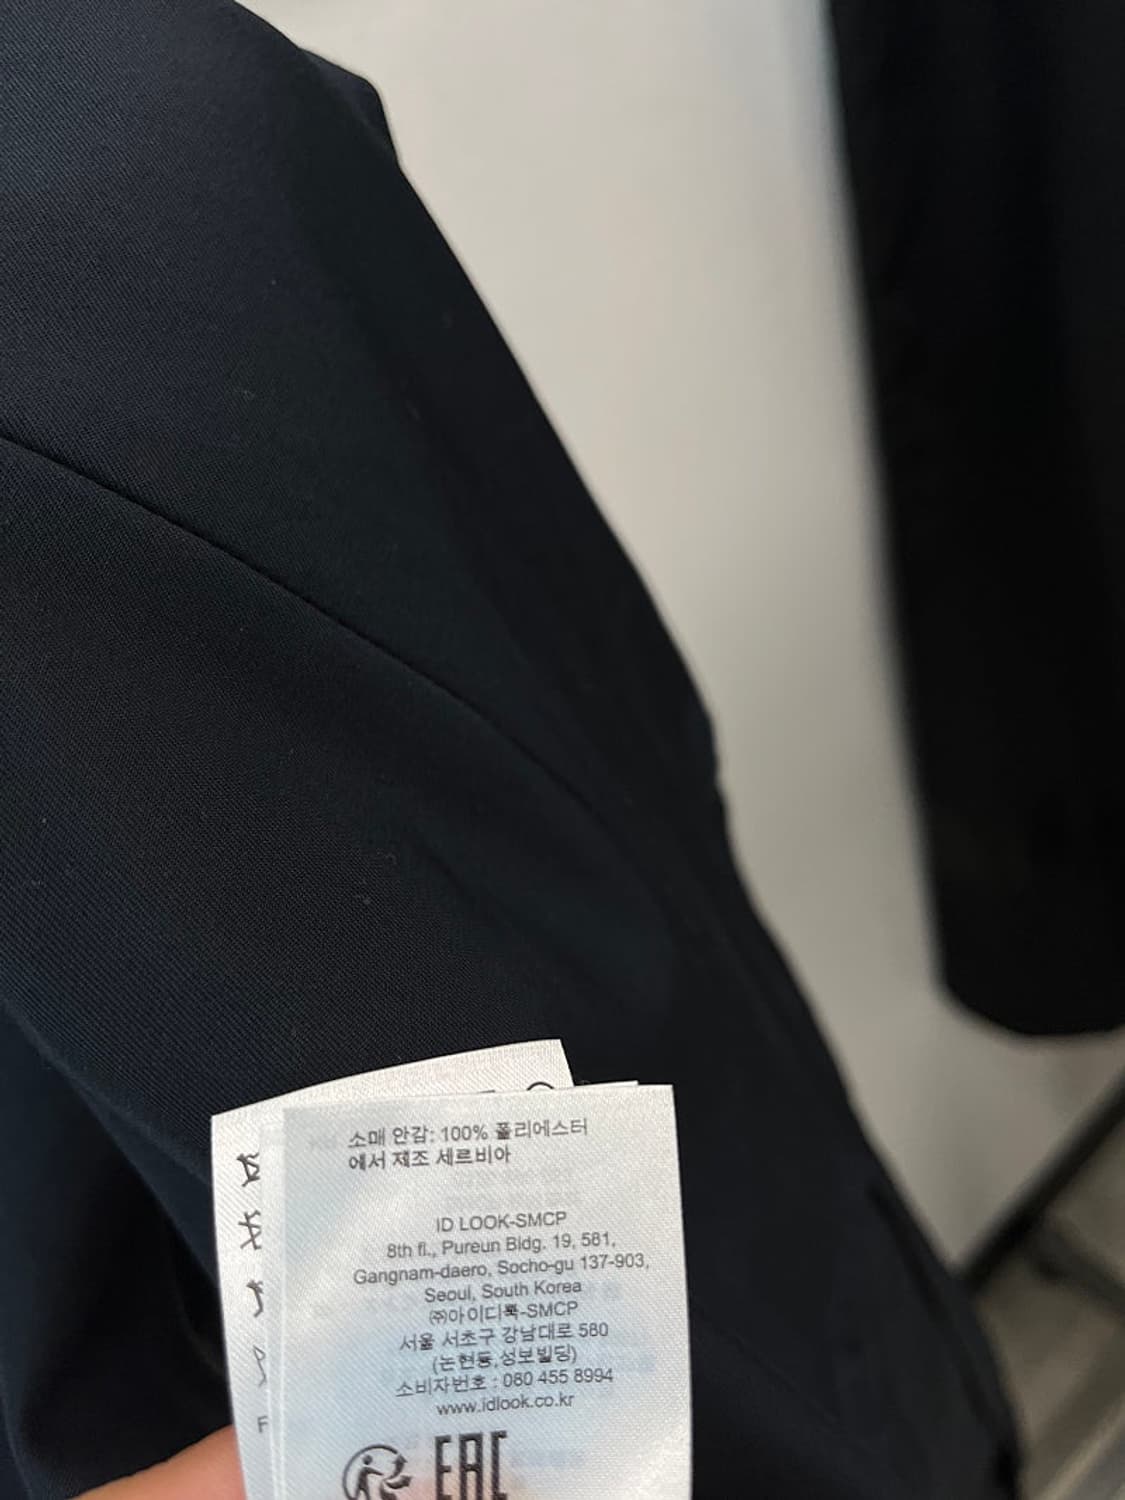 소매 안감: 100% 폴리에스터
에서 제조 세르비아
ID LOOK-SMCP
8th fl., Pureun Bldg. 19, 581,
Gangnam-daero, Socho-gu 137-903,
Seoul, South Korea
㈜아이디룩-SMCP
서울 서초구 강남대로 580
(논현동,성보빌딩)
소비자번호 : 080 455 8994
www.idlook.co.kr
EAC
F